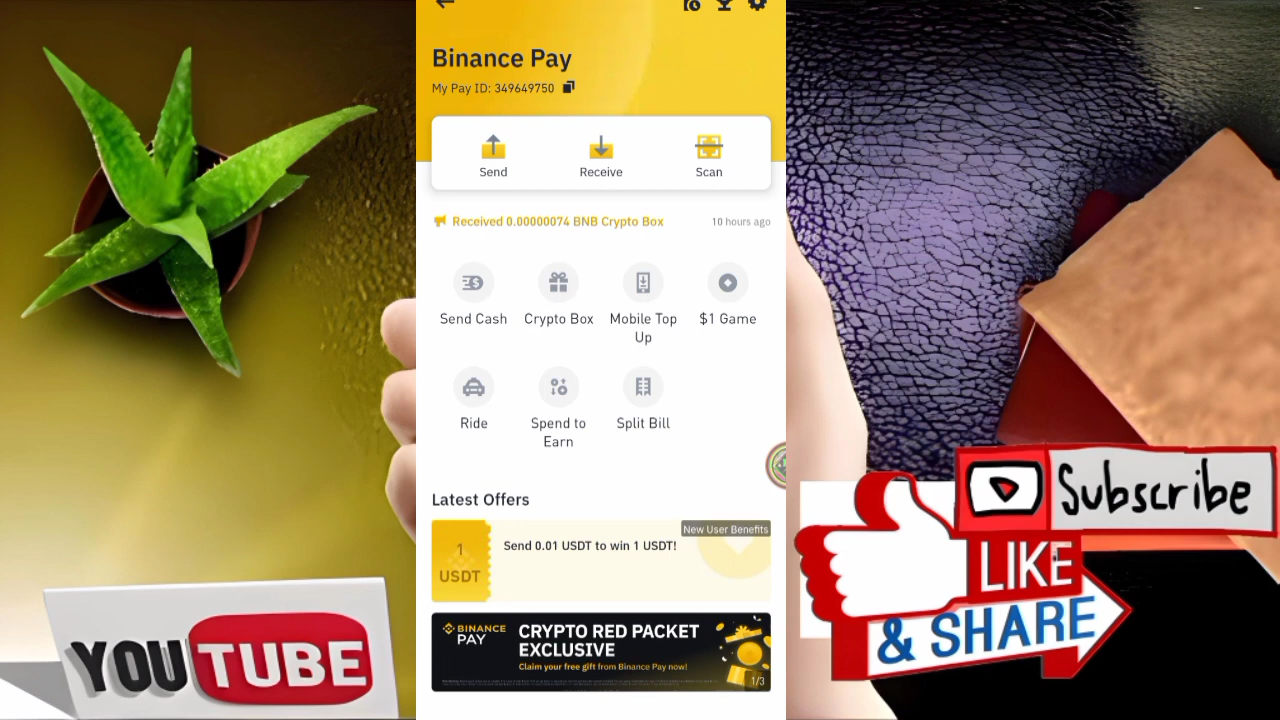 Binance Pay
My Pay ID: 349649750
Send
Receive
Scan
Received 0.00000074 BNB Crypto Box
10 hours ago
Send Cash
Crypto Box
Mobile Top
Up
$1 Game
Ride
Spend to
Earn
Split Bill
Latest Offers
New User Benefits
1
USDT
Send 0.01 USDT to win 1 USDT!
BINANCE
PAY
CRYPTO RED PACKET
EXCLUSIVE
Claim your free gift from Binance Pay now!
1/3
YOUTUBE
Subscribe
LIKE
& SHARE